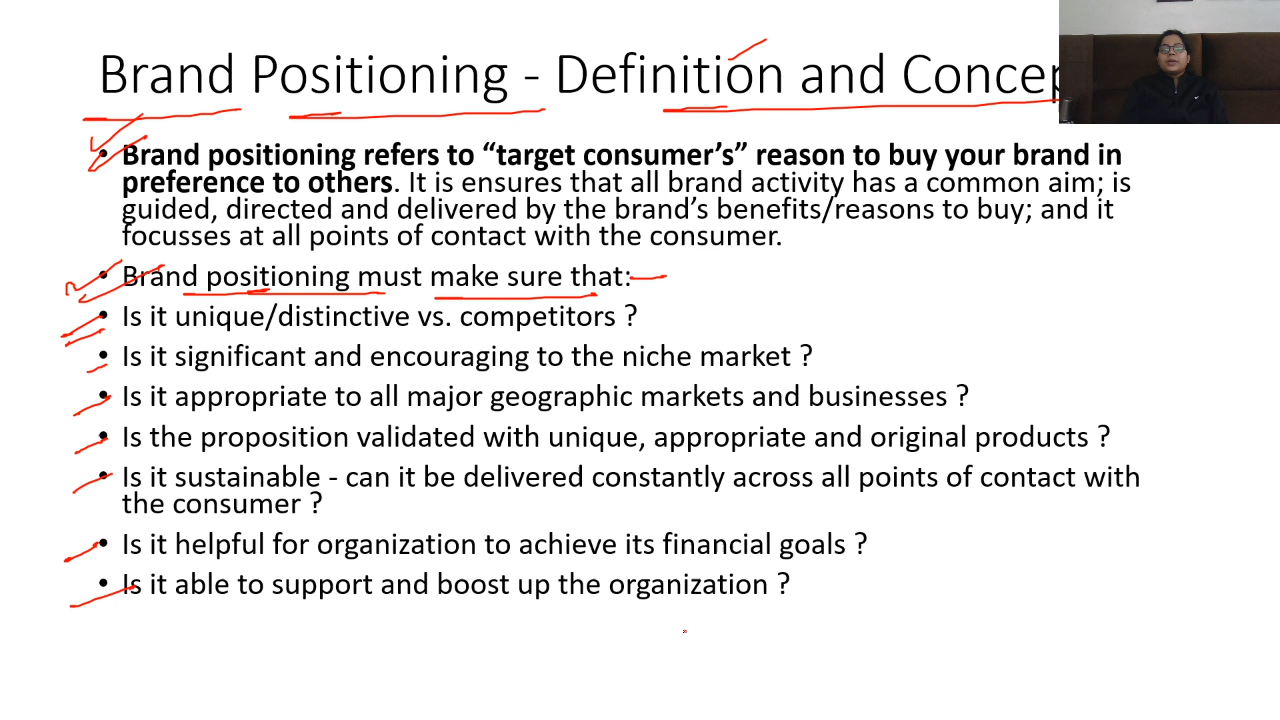 Brand Positioning - Definition and Concep
• Brand positioning refers to “target consumer’s” reason to buy your brand in
preference to others. It is ensures that all brand activity has a common aim; is
guided, directed and delivered by the brand’s benefits/reasons to buy; and it
focusses at all points of contact with the consumer.
• Brand positioning must make sure that:
• Is it unique/distinctive vs. competitors ?
• Is it significant and encouraging to the niche market ?
• Is it appropriate to all major geographic markets and businesses ?
• Is the proposition validated with unique, appropriate and original products ?
• Is it sustainable - can it be delivered constantly across all points of contact with
the consumer ?
• Is it helpful for organization to achieve its financial goals ?
• Is it able to support and boost up the organization ?